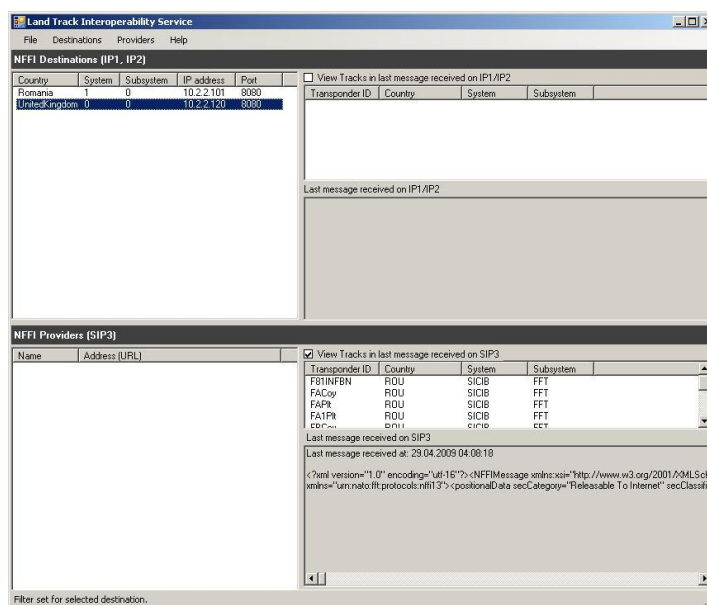 Land Track Interoperability Service
File Destinations Providers Help
NFFI Destinations (IP1, IP2)
Country System Subsystem IP address Port
Romania 1 0 10.2.2.101 8080
UnitedKingdom 0 0 10.2.2.120 8080
View Tracks in last message received on IP1/IP2
Transponder ID Country System Subsystem
Last message received on IP1/IP2
NFFI Providers (SIP3)
Name Address (URL)
View Tracks in last message received on SIP3
Transponder ID Country System Subsystem
F81INFBN ROU SICIB FFT
FACoy ROU SICIB FFT
FAPlt ROU SICIB FFT
FA1Plt ROU SICIB FFT
FBCoy ROU SICIB FFT
Last message received on SIP3
Last message received at: 29.04.2009 04:08:18
<?xml version="1.0" encoding="utf-16"?><NFFIMessage xmlns:xsi="http://www.w3.org/2001/XMLSch
xmlns="urn:nato:fft:protocols:nffi13"><positionalData secCategory="Releasable To Internet" secClassifi
Filter set for selected destination.